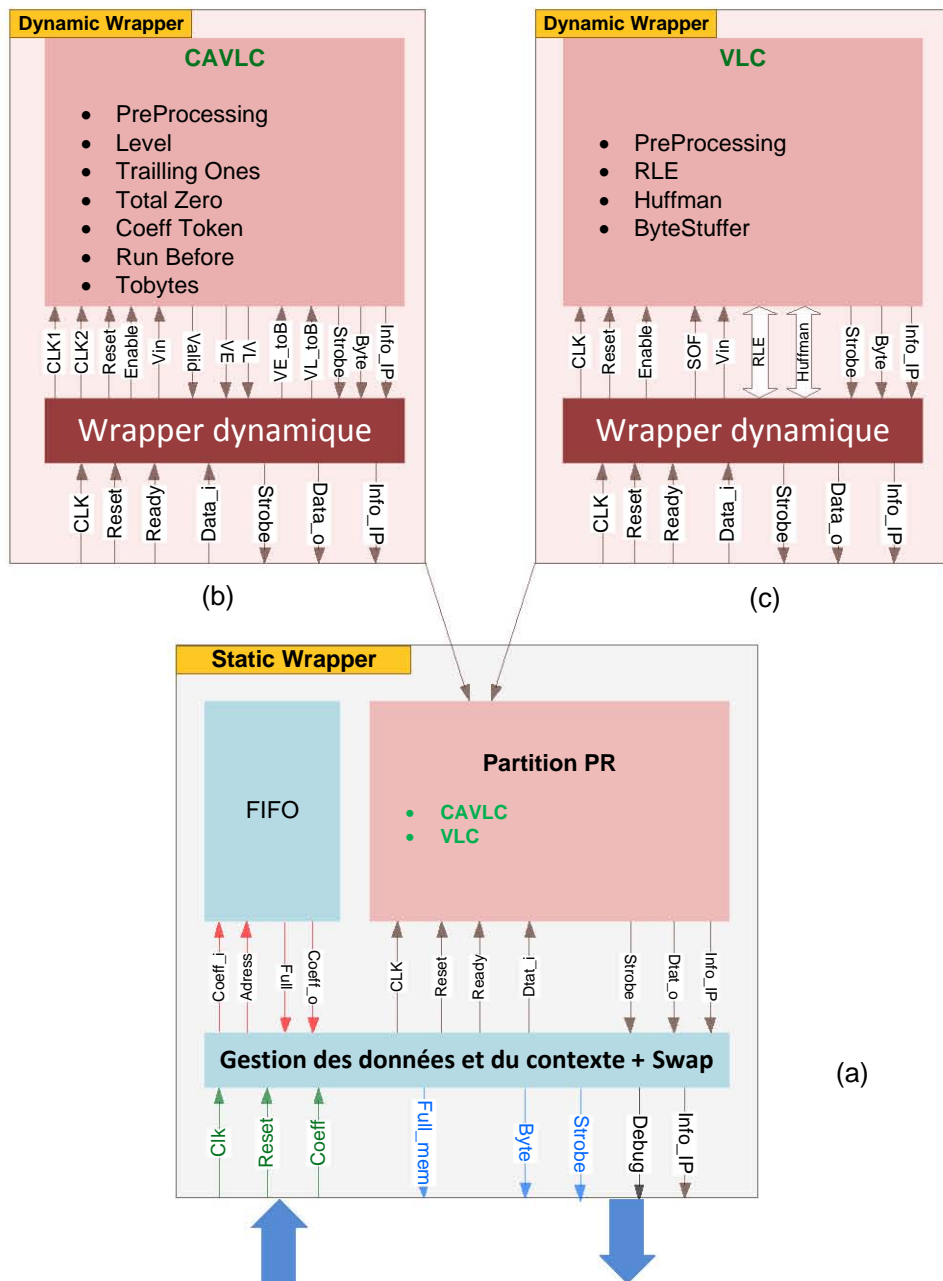 Dynamic Wrapper
CAVLC
• PreProcessing
• Level
• Trailling Ones
• Total Zero
• Coeff Token
• Run Before
• Tobytes
CLK1
CLK2
Reset
Enable
Vin
Valid
VE
VL
VE_tot
VL_tot
Strobe
Byte
Info_IP
Wrapper dynamique
CLK
Reset
Ready
Data_i
Strobe
Data_o
Info_IP
(b)
Dynamic Wrapper
VLC
• PreProcessing
• RLE
• Huffman
• ByteStuffer
CLK
Reset
Enable
SOF
Vin
RLE
Huffman
Strobe
Byte
Info_IP
Wrapper dynamique
CLK
Reset
Ready
Data_i
Strobe
Data_o
Info_IP
(c)
Static Wrapper
FIFO
Partition PR
• CAVLC
• VLC
Coeff_i
Adress
Full
Coeff_o
CLK
Reset
Ready
Dtat_i
Strobe
Dtat_o
Info_IP
Gestion des données et du contexte + Swap
(a)
Clk
Reset
Coeff
Full_mem
Byte
Strobe
Debug
Info_IP